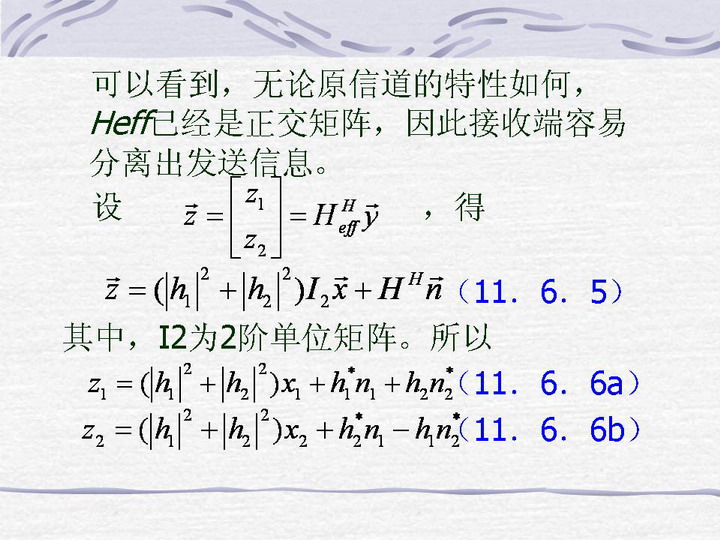 可以看到，无论原信道的特性如何，
Heff已经是正交矩阵，因此接收端容易
分离出发送信息。
设 $\vec{z} = \begin{bmatrix} z_1 \\ z_2 \end{bmatrix} = H_{eff}^{H} \vec{y}$ ，得
$\vec{z} = (|h_1|^2 + |h_2|^2) I_2 \vec{x} + H^H \vec{n}$（11．6．5）
其中，I2为2阶单位矩阵。所以
$z_1 = (|h_1|^2 + |h_2|^2) x_1 + h_1^* n_1 + h_2 n_2^*$（11．6．6a）
$z_2 = (|h_1|^2 + |h_2|^2) x_2 + h_2^* n_1 - h_1 n_2^*$（11．6．6b）